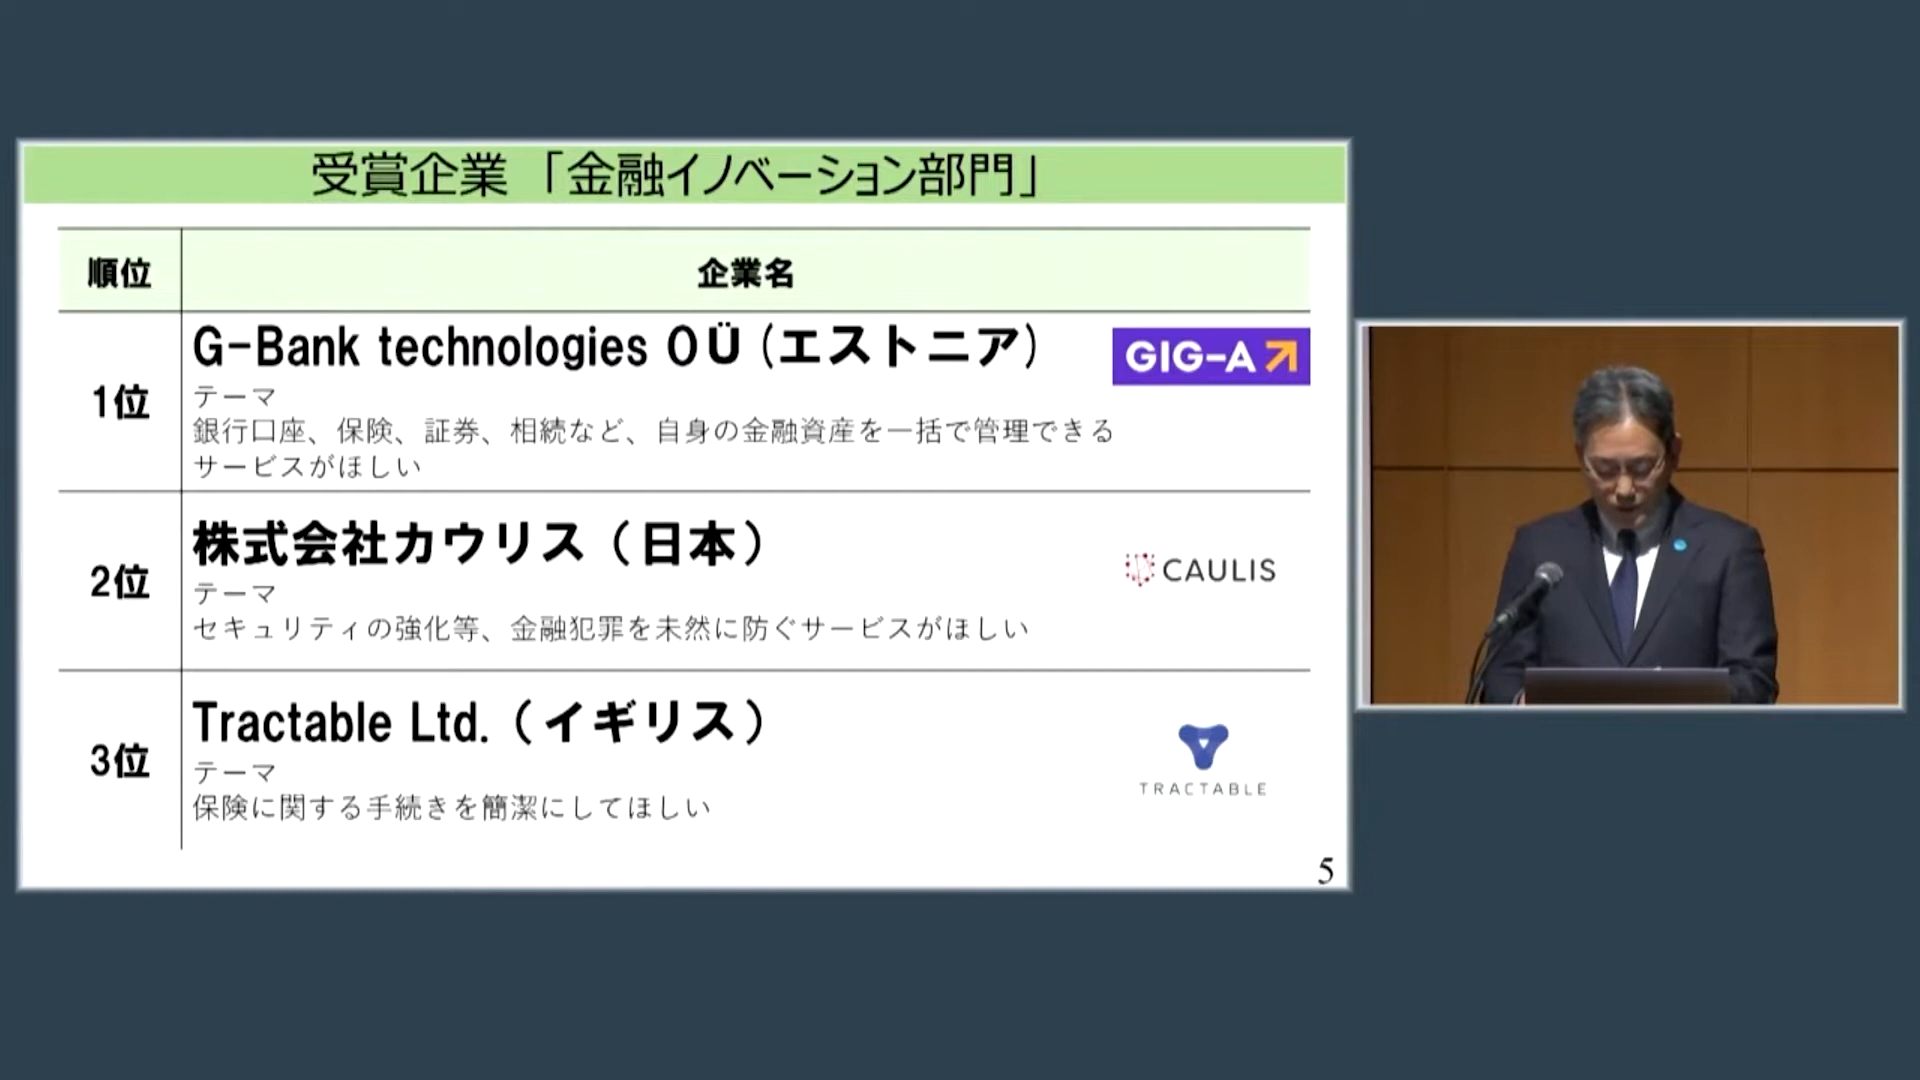 受賞企業「金融イノベーション部門」
順位
企業名
1位
G-Bank technologies OÜ (エストニア)
GIG-A
テーマ
銀行口座、保険、証券、相続など、自身の金融資産を一括で管理できる
サービスがほしい
2位
株式会社カウリス（日本）
CAULIS
テーマ
セキュリティの強化等、金融犯罪を未然に防ぐサービスがほしい
3位
Tractable Ltd.（イギリス）
TRACTABLE
テーマ
保険に関する手続きを簡潔にしてほしい
5